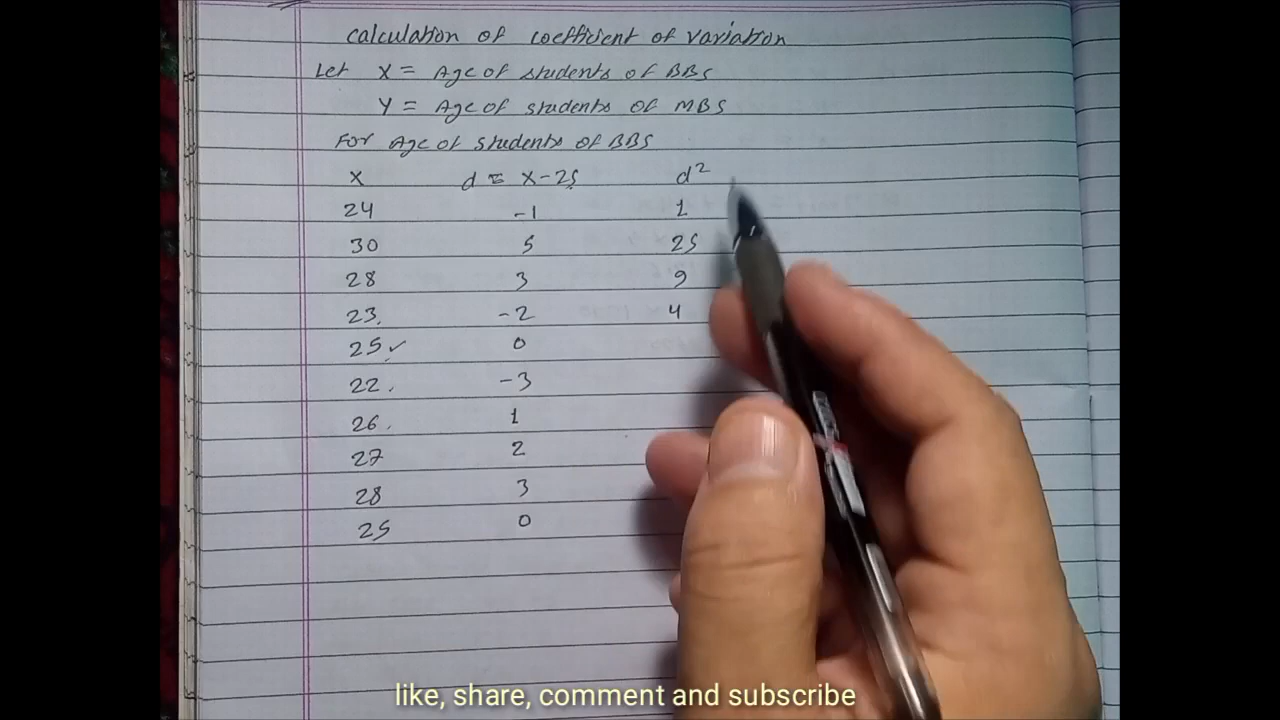 calculation of coefficient of variation
Let X = Age of students of BBS
Y = Age of students of MBS
For Age of students of BBS
X d = X-25 d²
24 -1 1
30 5 25
28 3 9
23. -2 4
25✓ 0
22. -3
26. 1
27 2
28 3
25 0
like, share, comment and subscribe